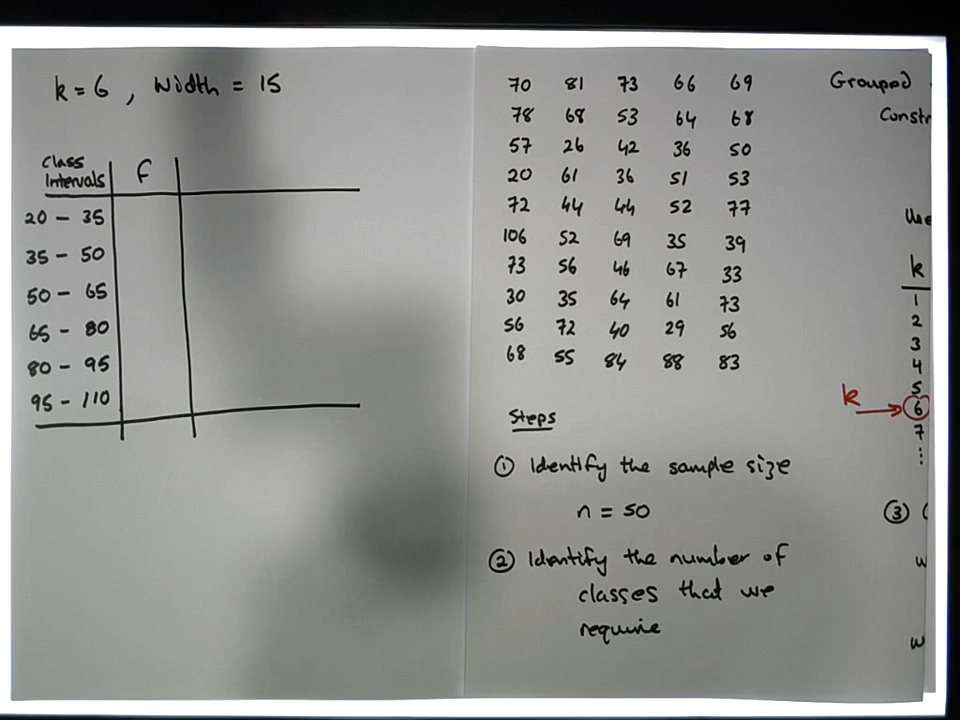 k = 6 , Width = 15
Class Intervals f
20 - 35
35 - 50
50 - 65
65 - 80
80 - 95
95 - 110
70 81 73 66 69
78 68 53 64 68
57 26 42 36 50
20 61 36 51 53
72 44 44 52 77
106 52 69 35 39
73 56 46 67 33
30 35 64 61 73
56 72 40 29 56
68 55 84 88 83
Steps
① Identify the sample size
n = 50
② Identify the number of
classes that we
require
Grouped
k
1
2
3
4
5
k → 6
7
...
③